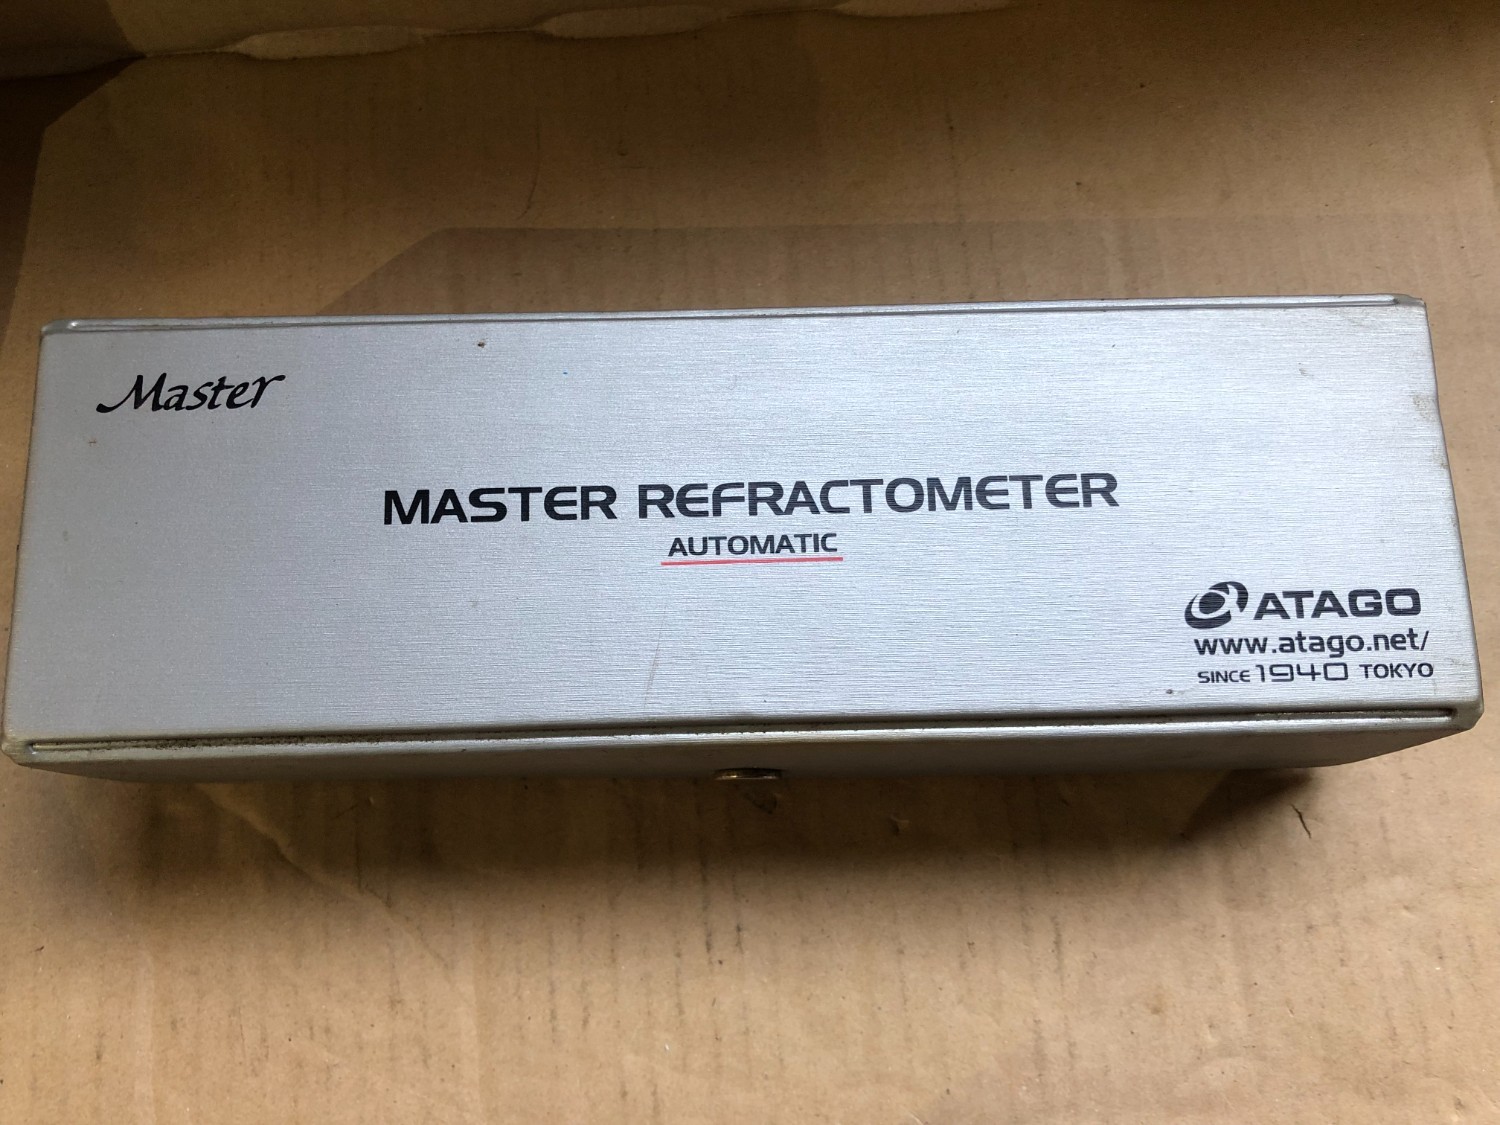 Master
MASTER REFRACTOMETER
AUTOMATIC
ATAGO
www.atago.net/
SINCE 1940 TOKYO